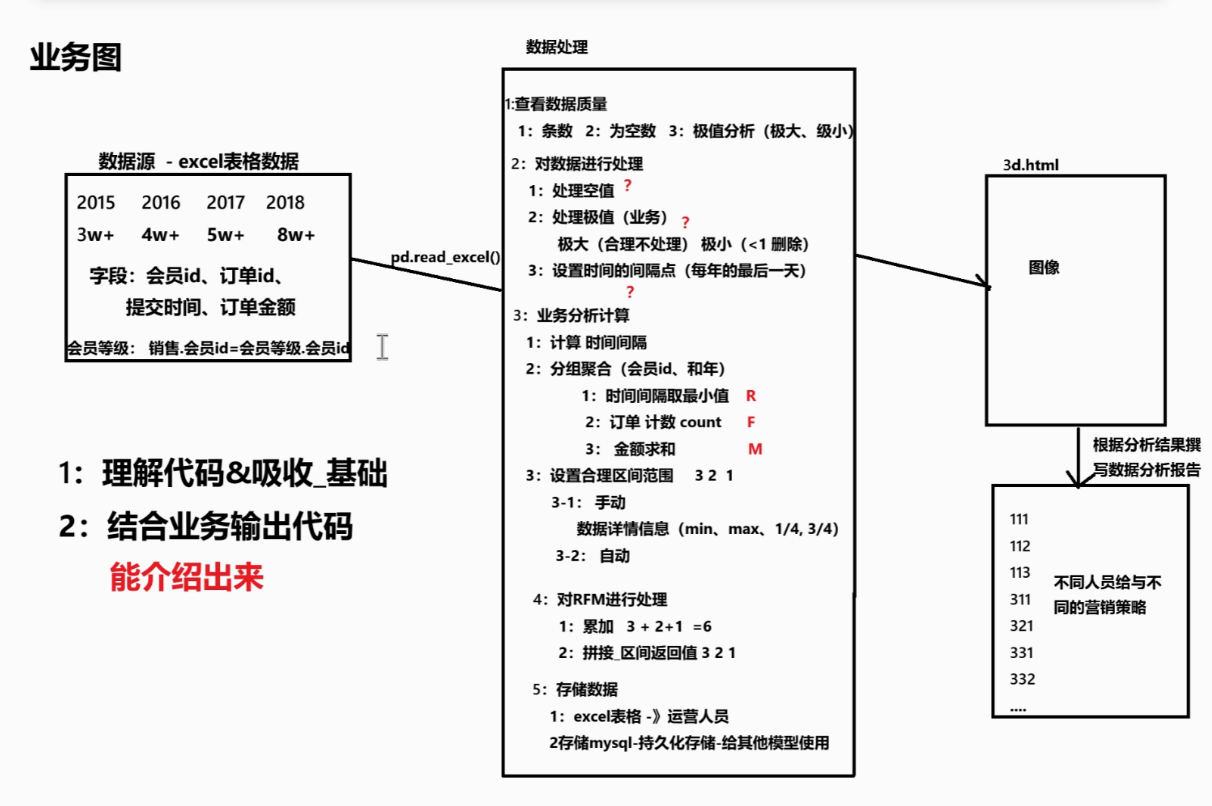 业务图
数据源 - excel表格数据
2015 2016 2017 2018
3w+ 4w+ 5w+ 8w+
字段：会员id、订单id、
提交时间、订单金额
会员等级： 销售.会员id=会员等级.会员id
pd.read_excel()
1：理解代码&吸收_基础
2：结合业务输出代码
能介绍出来
数据处理
1:查看数据质量
1：条数 2：为空数 3：极值分析（极大、级小）
2：对数据进行处理
1：处理空值 ？
2：处理极值（业务） ？
极大（合理不处理） 极小（<1 删除）
3：设置时间的间隔点（每年的最后一天）
？
3：业务分析计算
1：计算 时间间隔
2：分组聚合（会员id、和年）
1：时间间隔取最小值 R
2：订单 计数 count F
3： 金额求和 M
3：设置合理区间范围 3 2 1
3-1： 手动
数据详情信息（min、max、1/4, 3/4）
3-2： 自动
4：对RFM进行处理
1：累加 3 + 2+1 =6
2：拼接_区间返回值 3 2 1
5：存储数据
1：excel表格 -》运营人员
2存储mysql-持久化存储-给其他模型使用
3d.html
图像
根据分析结果撰
写数据分析报告
111
112
113
311
321
331
332
....
不同人员给与不
同的营销策略